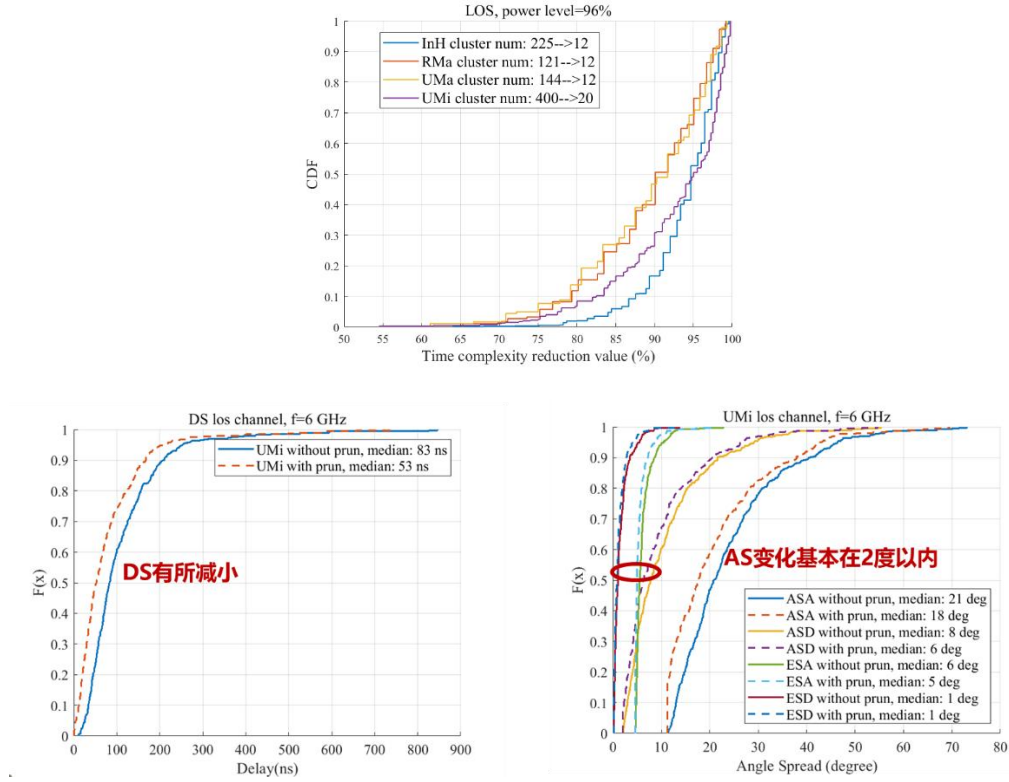 LOS, power level=96%
InH cluster num: 225-->12
RMa cluster num: 121-->12
UMa cluster num: 144-->12
UMi cluster num: 400-->20
1
0.9
0.8
0.7
0.6
0.5
0.4
0.3
0.2
0.1
0
CDF
50 55 60 65 70 75 80 85 90 95 100
Time complexity reduction value (%)
DS los channel, f=6 GHz
UMi without prun, median: 83 ns
UMi with prun, median: 53 ns
1
0.9
0.8
0.7
0.6
0.5
0.4
0.3
0.2
0.1
0
F(x)
DS有所减小
0 100 200 300 400 500 600 700 800 900
Delay(ns)
UMi los channel, f=6 GHz
1
0.9
0.8
0.7
0.6
0.5
0.4
0.3
0.2
0.1
0
F(x)
AS变化基本在2度以内
ASA without prun, median: 21 deg
ASA with prun, median: 18 deg
ASD without prun, median: 8 deg
ASD with prun, median: 6 deg
ESA without prun, median: 6 deg
ESA with prun, median: 5 deg
ESD without prun, median: 1 deg
ESD with prun, median: 1 deg
0 10 20 30 40 50 60 70 80
Angle Spread (degree)